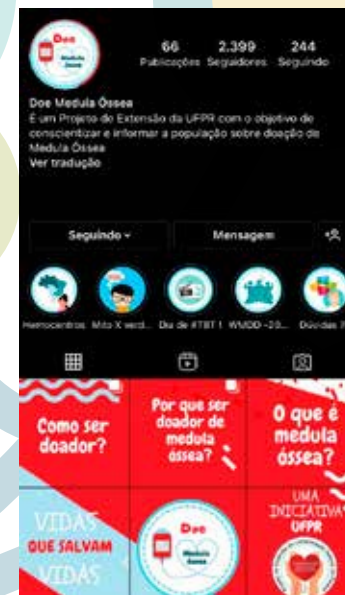 Doe
Medula
Óssea
66 2.399 244
Publicações Seguidores Seguindo
Doe Medula Óssea
É um Projeto de Extensão da UFPR com o objetivo de
conscientizar e informar a população sobre doação de
Medula Óssea
Ver tradução
Seguindo Mensagem
Hemocentros Mito X verd... Dia de #TBT ! WMDD -20... Dúvidas
Como ser
doador?
Por que ser
doador de
medula
óssea?
O que é
medula
óssea?
VIDAS
QUE SALVAM
VIDAS
Doe
Medula
Óssea
UMA
INICIATIVA
UFPR